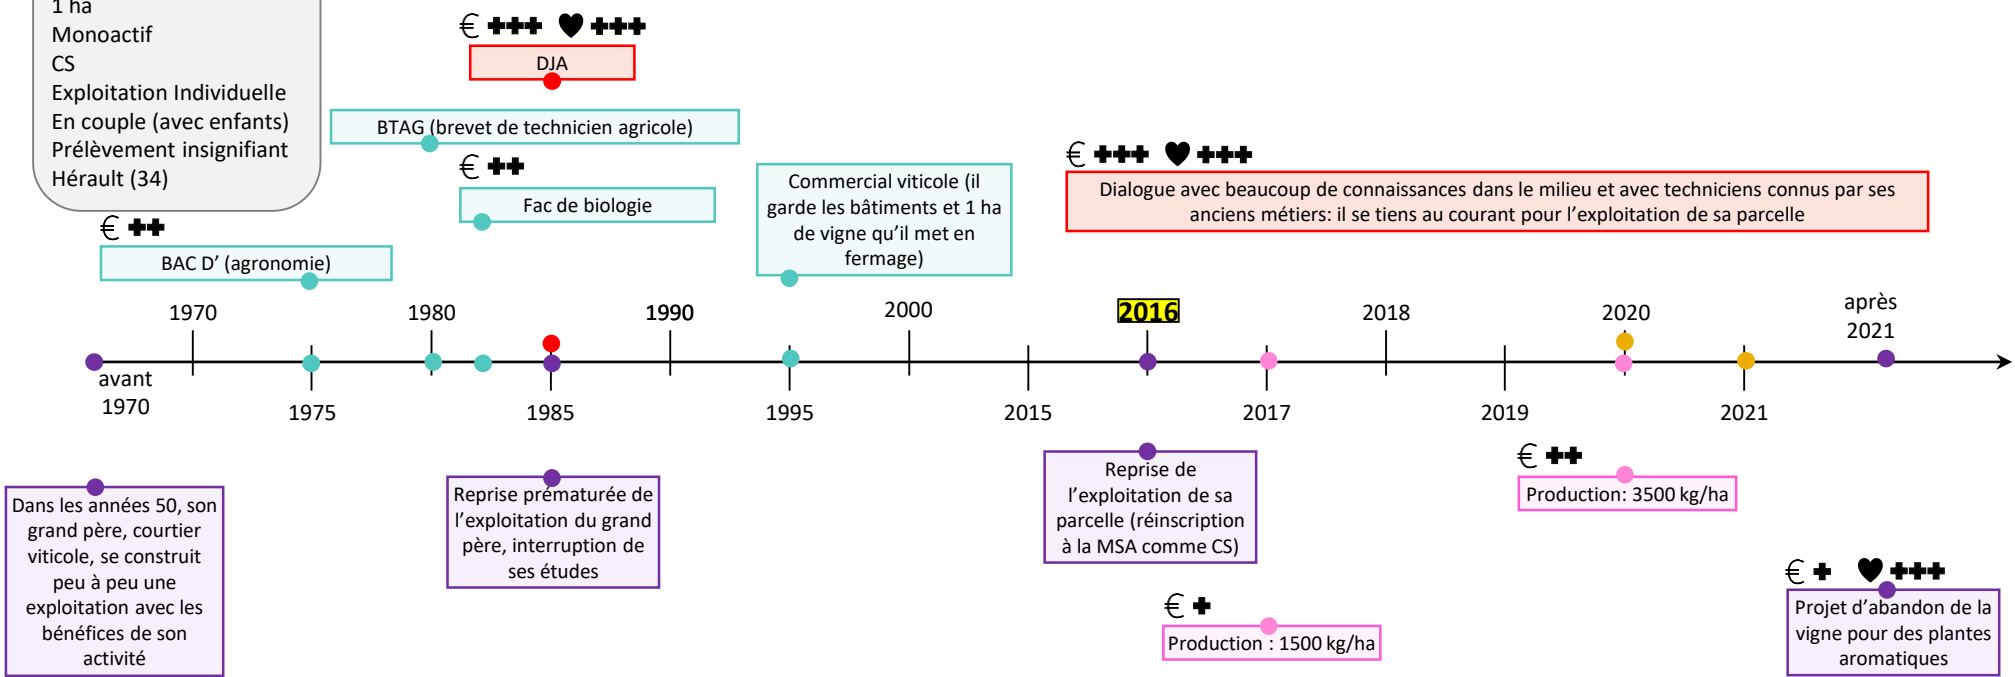 1 ha
Monoactif
CS
Exploitation Individuelle
En couple (avec enfants)
Prélèvement insignifiant
Hérault (34)
€ +++ ♥ +++
DJA
BTAG (brevet de technicien agricole)
€ ++
Fac de biologie
€ ++
BAC D’ (agronomie)
Commercial viticole (il
garde les bâtiments et 1 ha
de vigne qu’il met en
fermage)
€ +++ ♥ +++
Dialogue avec beaucoup de connaissances dans le milieu et avec techniciens connus par ses
anciens métiers: il se tiens au courant pour l’exploitation de sa parcelle
1970
1980
1990
2000
2016
2018
2020
après
2021
avant
1970
1975
1985
1995
2015
2017
2019
2021
Dans les années 50, son
grand père, courtier
viticole, se construit
peu à peu une
exploitation avec les
bénéfices de son
activité
Reprise prématurée de
l’exploitation du grand
père, interruption de
ses études
Reprise de
l’exploitation de sa
parcelle (réinscription
à la MSA comme CS)
€ +
Production : 1500 kg/ha
€ ++
Production: 3500 kg/ha
€ + ♥ +++
Projet d’abandon de la
vigne pour des plantes
aromatiques